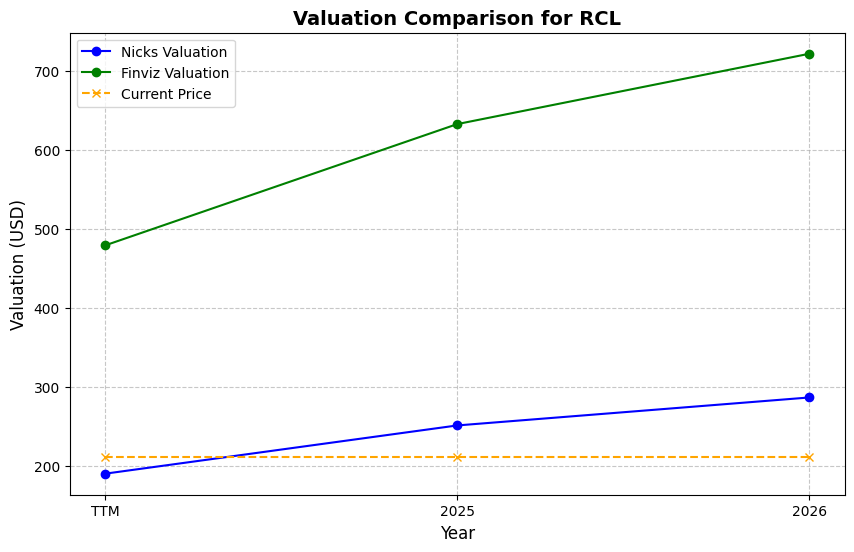 Valuation Comparison for RCL
Nicks Valuation
Finviz Valuation
Current Price
Valuation (USD)
700
600
500
400
300
200
TTM
2025
2026
Year